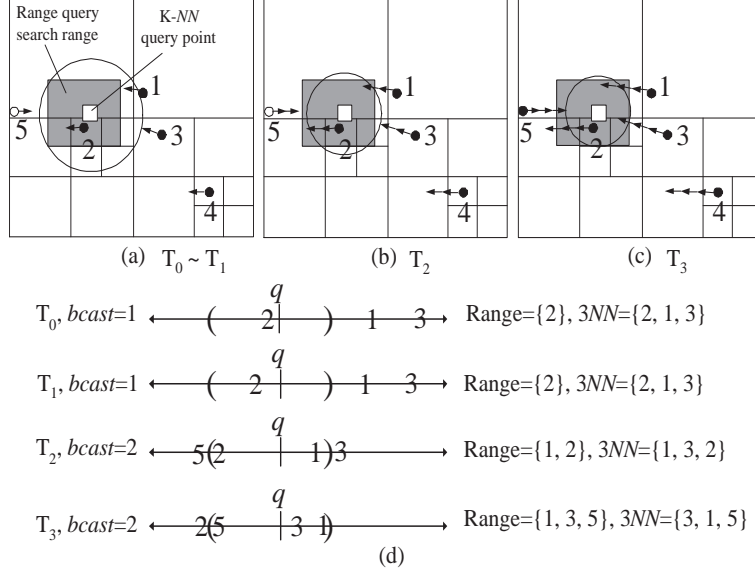 Range query
search range
K-NN
query point
1
2
3
4
5
1
2
3
4
5
1
2
3
4
5
(a) T0 ~ T1
(b) T2
(c) T3
q
T0, bcast=1 ( 2 ) 1 3 Range={2}, 3NN={2, 1, 3}
q
T1, bcast=1 ( 2 ) 1 3 Range={2}, 3NN={2, 1, 3}
q
T2, bcast=2 5(2 1)3 Range={1, 2}, 3NN={1, 3, 2}
q
T3, bcast=2 2(5 3 1) Range={1, 3, 5}, 3NN={3, 1, 5}
(d)